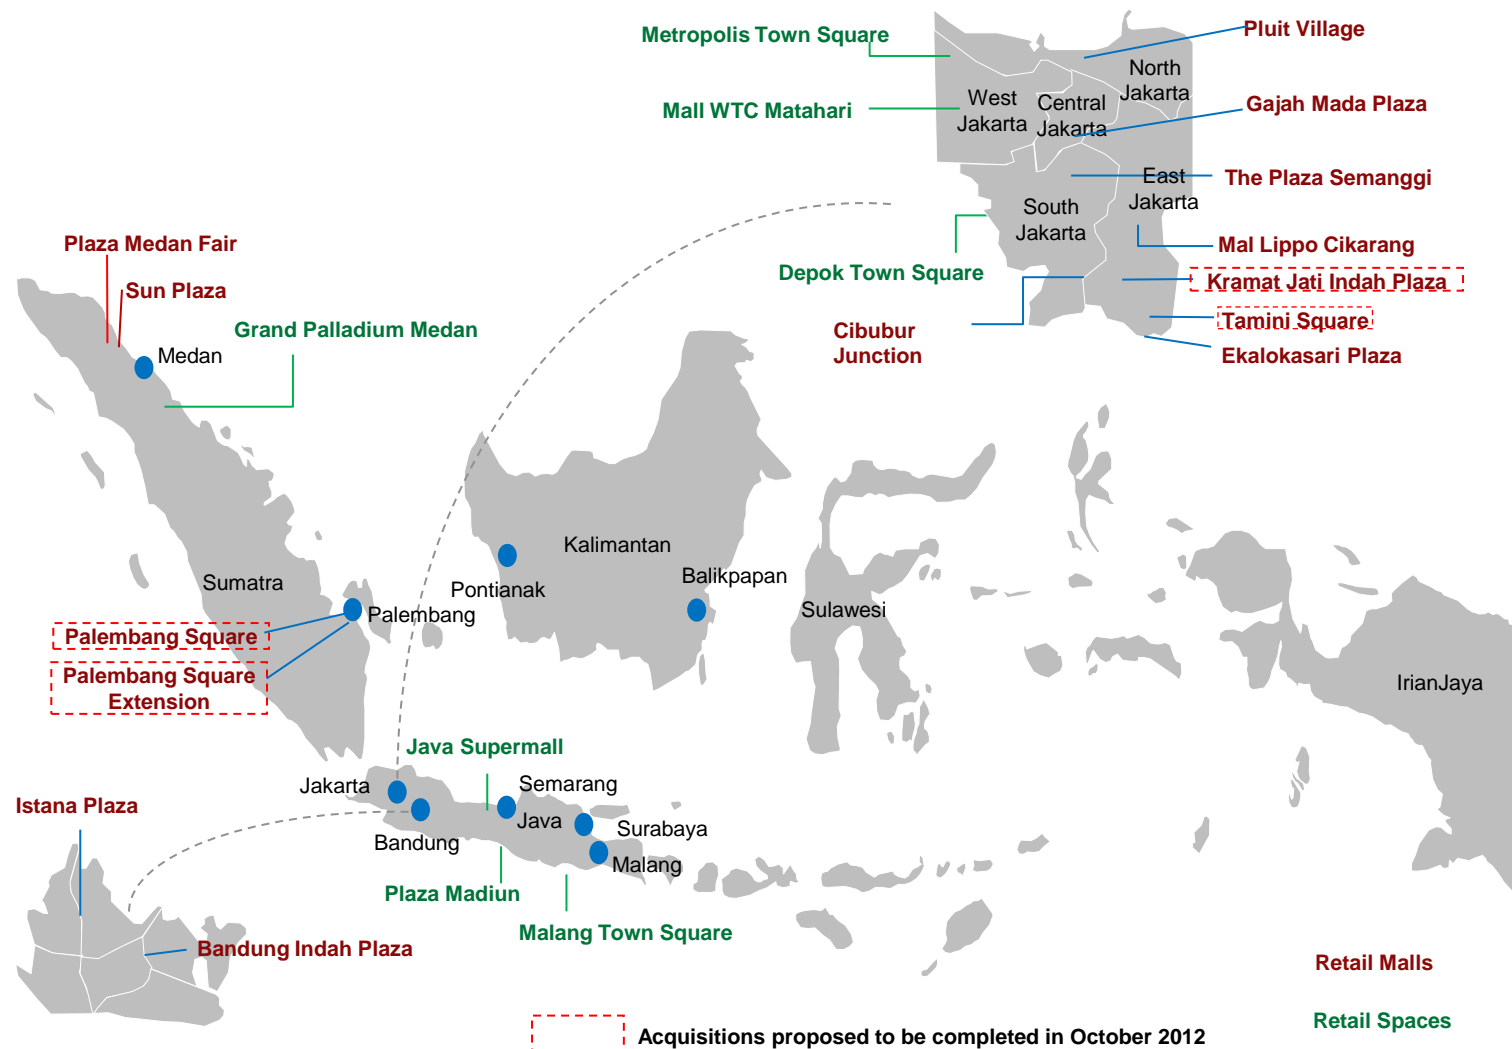 Metropolis Town Square
Pluit Village
North
Jakarta
West
Jakarta
Central
Jakarta
Mall WTC Matahari
Gajah Mada Plaza
East
Jakarta
The Plaza Semanggi
South
Jakarta
Plaza Medan Fair
Mal Lippo Cikarang
Depok Town Square
Kramat Jati Indah Plaza
Sun Plaza
Tamini Square
Grand Palladium Medan
Cibubur
Junction
Ekalokasari Plaza
Medan
Kalimantan
Sumatra
Pontianak
Balikpapan
Palembang
Sulawesi
Palembang Square
Palembang Square
Extension
IrianJaya
Java Supermall
Jakarta
Semarang
Istana Plaza
Java
Surabaya
Bandung
Malang
Plaza Madiun
Malang Town Square
Bandung Indah Plaza
Retail Malls
Retail Spaces
Acquisitions proposed to be completed in October 2012